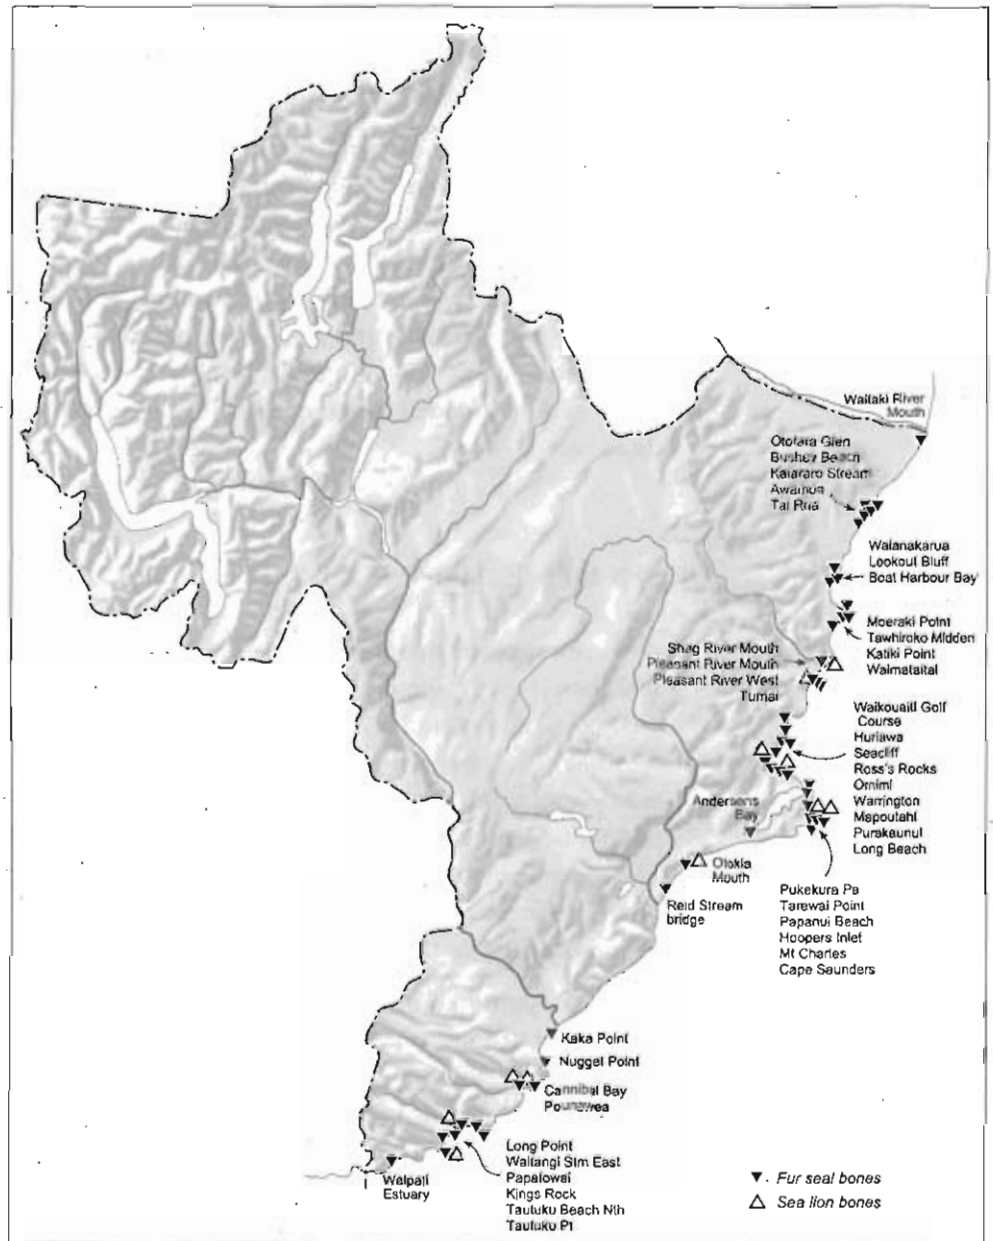 Waitaki River
Mouth
Ototara Glen
Bushey Beach
Kaiararo Stream
Awamoa
Tai Rua
Waianakarua
Lookout Bluff
Boat Harbour Bay
Moeraki Point
Tawhiroko Midden
Katiki Point
Waimataitai
Shag River Mouth
Pleasant River Mouth
Pleasant River West
Tumai
Waikouaiti Golf
Course
Huriawa
Seacliff
Ross's Rocks
Omimi
Warrington
Mapoutahi
Purakaunui
Long Beach
Andersons
Bay
Otokia
Mouth
Reid Stream
bridge
Pukekura Pa
Tarewai Point
Papanui Beach
Hoopers Inlet
Mt Charles
Cape Saunders
Kaka Point
Nugget Point
Cannibal Bay
Pounawea
Long Point
Waitangi Stm East
Papatowai
Kings Rock
Tautuku Beach Nth
Tautuku Pt
Waipati
Estuary
Fur seal bones
Sea lion bones